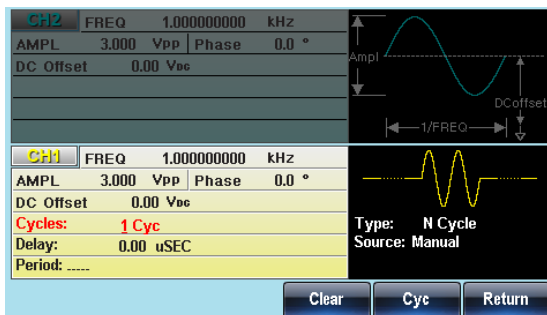 CH2 FREQ 1.000000000 kHz
AMPL 3.000 VPP Phase 0.0 °
DC Offset 0.00 VDC
Ampl
DCoffset
1/FREQ
CH1 FREQ 1.000000000 kHz
AMPL 3.000 VPP Phase 0.0 °
DC Offset 0.00 VDC
Cycles: 1 Cyc
Delay: 0.00 uSEC
Period: .....
Type: N Cycle
Source: Manual
Clear Cyc Return